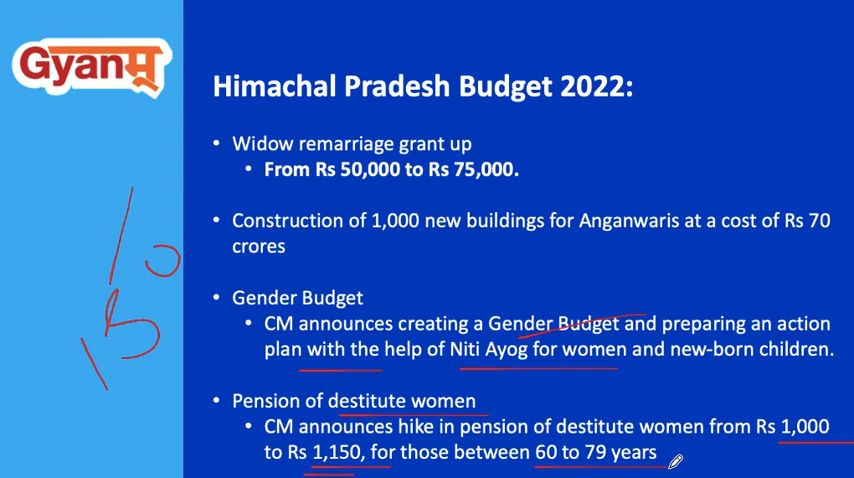 Gyanम्
Himachal Pradesh Budget 2022:
• Widow remarriage grant up
• From Rs 50,000 to Rs 75,000.
• Construction of 1,000 new buildings for Anganwaris at a cost of Rs 70
crores
• Gender Budget
• CM announces creating a Gender Budget and preparing an action
plan with the help of Niti Ayog for women and new-born children.
• Pension of destitute women
• CM announces hike in pension of destitute women from Rs 1,000
to Rs 1,150, for those between 60 to 79 years